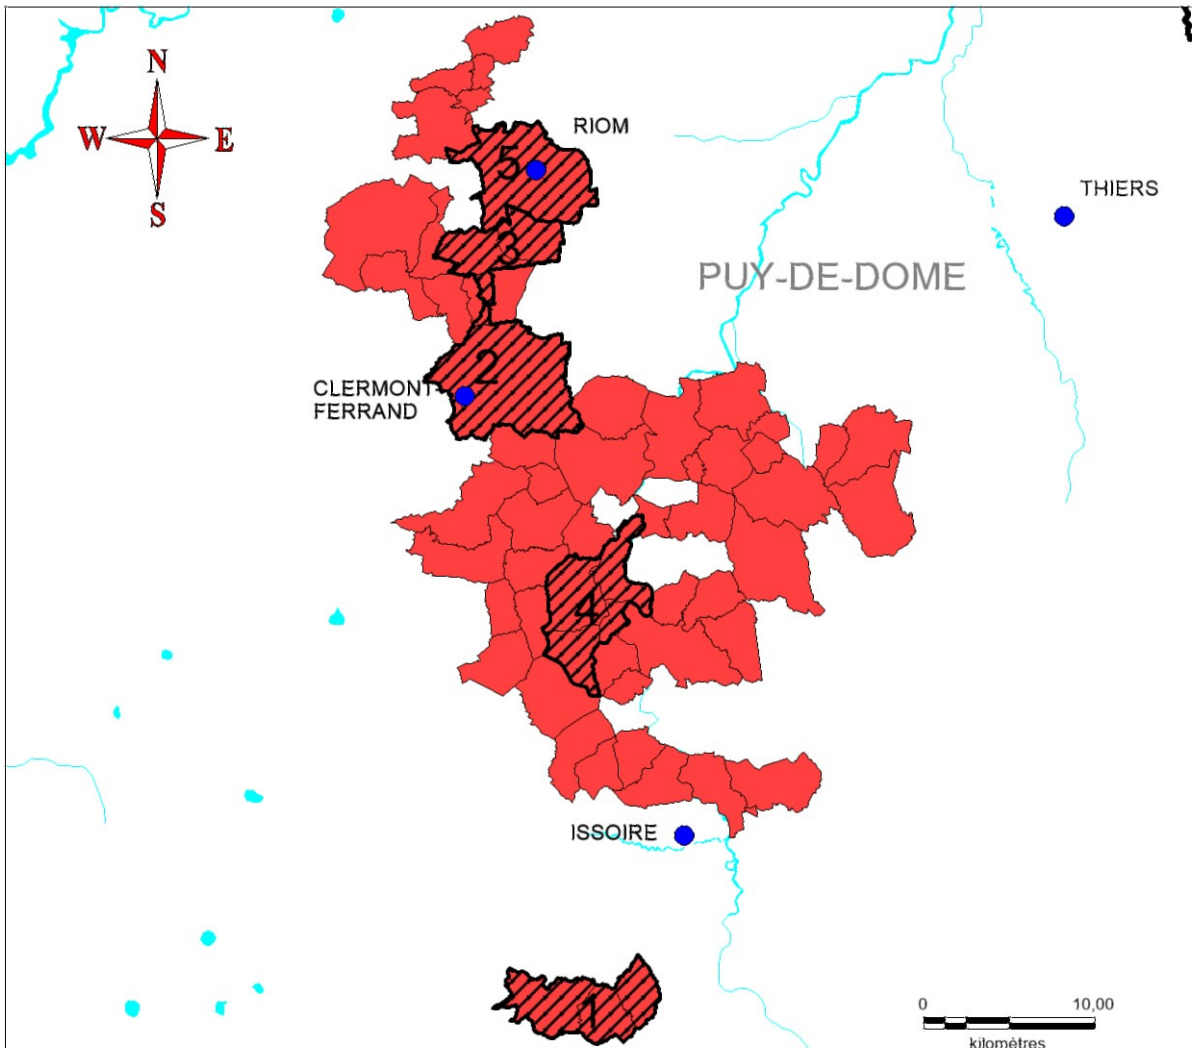 N
W E
S
RIOM
5
THIERS
3
PUY-DE-DOME
2
CLERMONT-
FERRAND
4
ISSOIRE
1
0 10,00
kilomètres